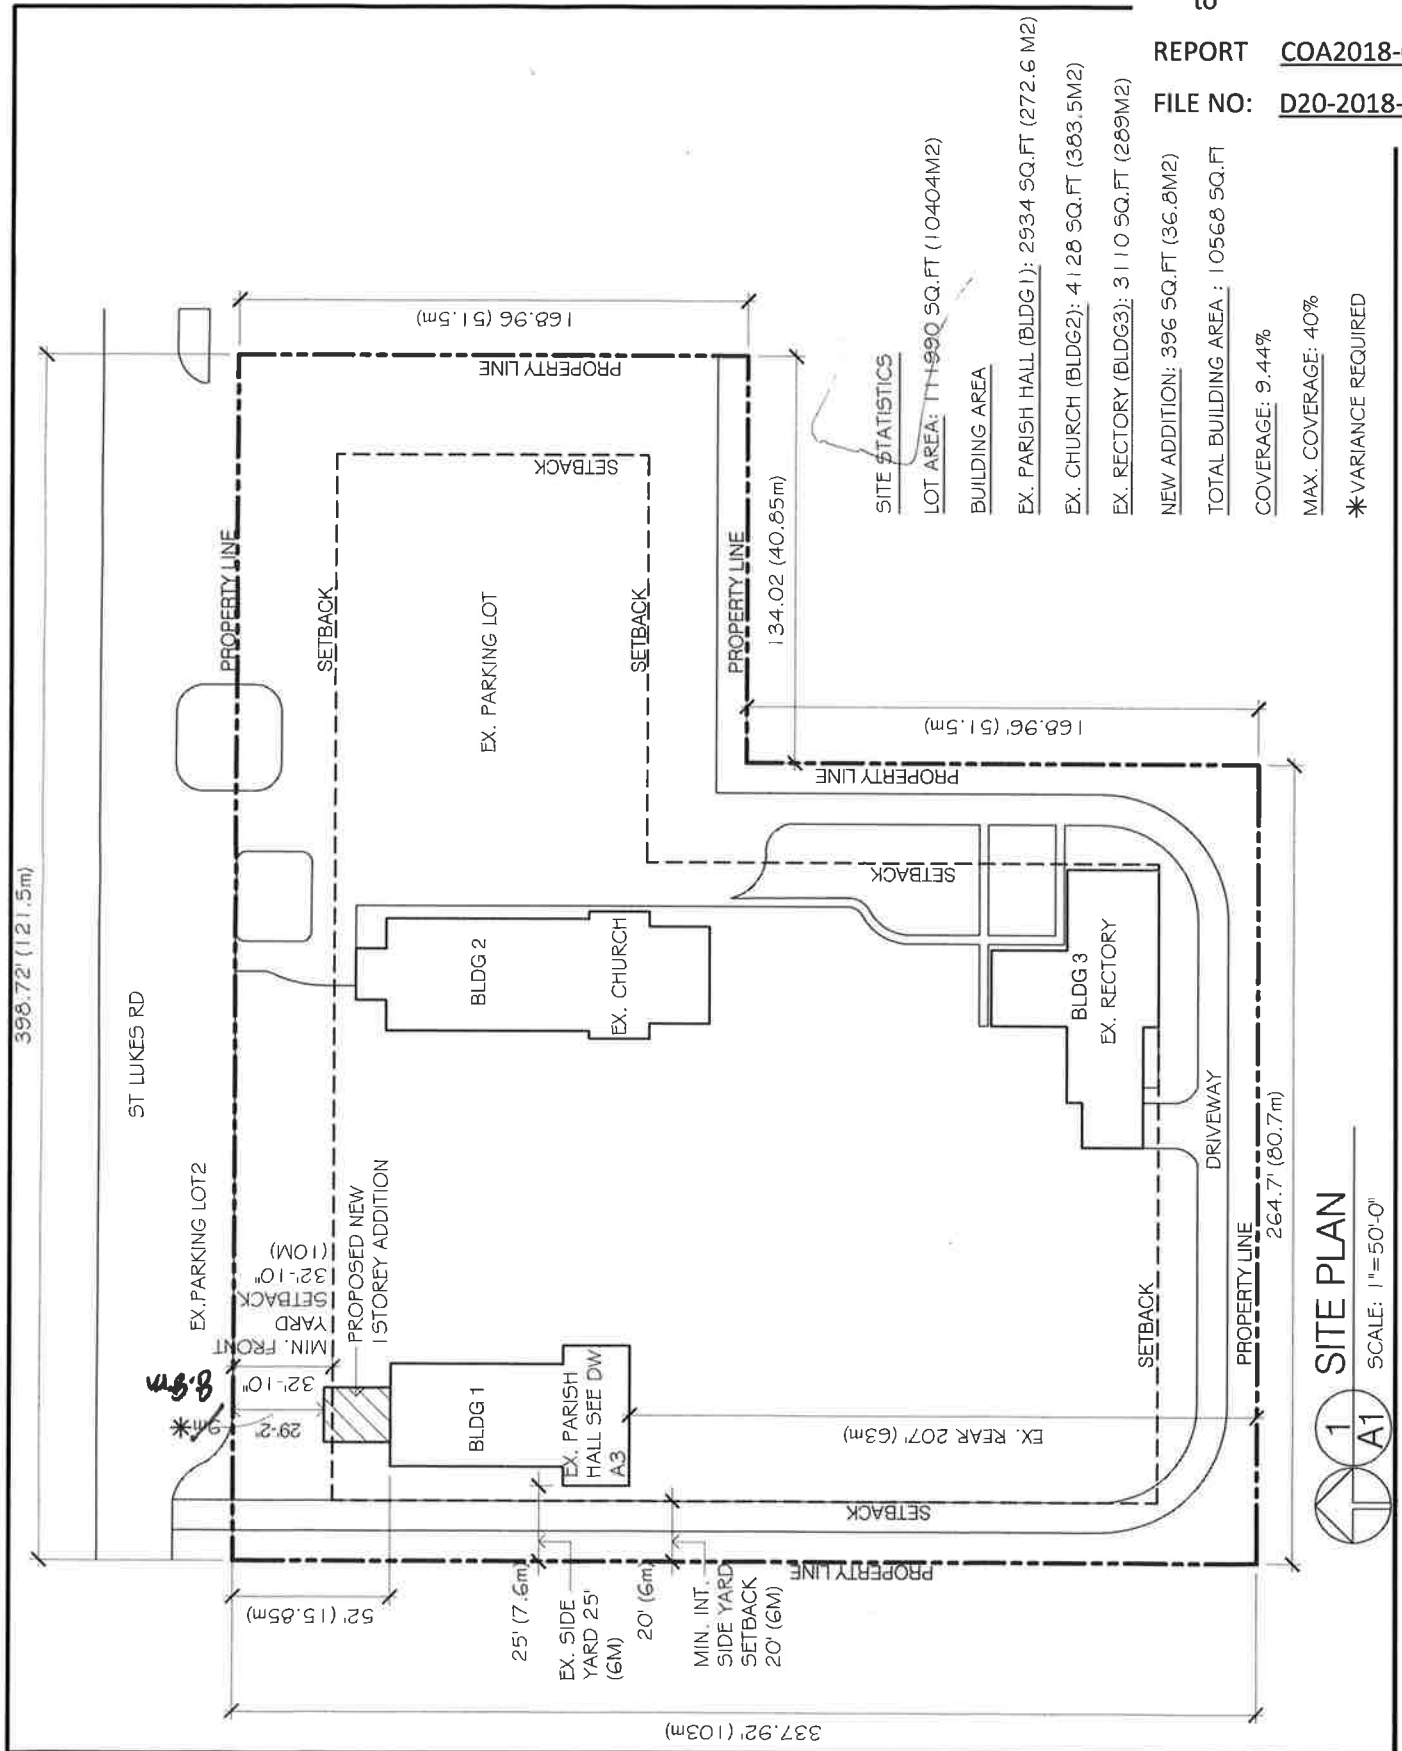 to
REPORT COA2018-
FILE NO: D20-2018-
398.72' (121.5m)
ST LUKES RD
EX.PARKING LOT2
PROPERTY LINE
168.96 (51.5m)
PROPERTY LINE
SETBACK
SETBACK
EX. PARKING LOT
SETBACK
PROPERTY LINE
134.02 (40.85m)
168.96' (51.5m)
PROPERTY LINE
SETBACK
MIN. FRONT
YARD
SETBACK
32'-10"
(10M)
PROPOSED NEW
1 STOREY ADDITION
32'-10"
8.8m
*9m
29'-2"
BLDG 1
EX. PARISH
HALL SEE DW
A3
BLDG 2
EX. CHURCH
BLDG 3
EX. RECTORY
EX. REAR 207' (63m)
DRIVEWAY
SETBACK
PROPERTY LINE
264.7' (80.7m)
SETBACK
PROPERTY LINE
52' (15.85m)
25' (7.6m)
EX. SIDE
YARD 25'
(6M)
20' (6m)
MIN. INT.
SIDE YARD
SETBACK
20' (6M)
337.92' (103m)
SITE STATISTICS
LOT AREA: 111990 SQ.FT (10404M2)
BUILDING AREA
EX. PARISH HALL (BLDG1): 2934 SQ.FT (272.6 M2)
EX. CHURCH (BLDG2): 4128 SQ.FT (383.5M2)
EX. RECTORY (BLDG3): 3110 SQ.FT (289M2)
NEW ADDITION: 396 SQ.FT (36.8M2)
TOTAL BUILDING AREA : 10568 SQ.FT
COVERAGE: 9.44%
MAX. COVERAGE: 40%
*VARIANCE REQUIRED
1
A1
SITE PLAN
SCALE: 1"=50'-0"